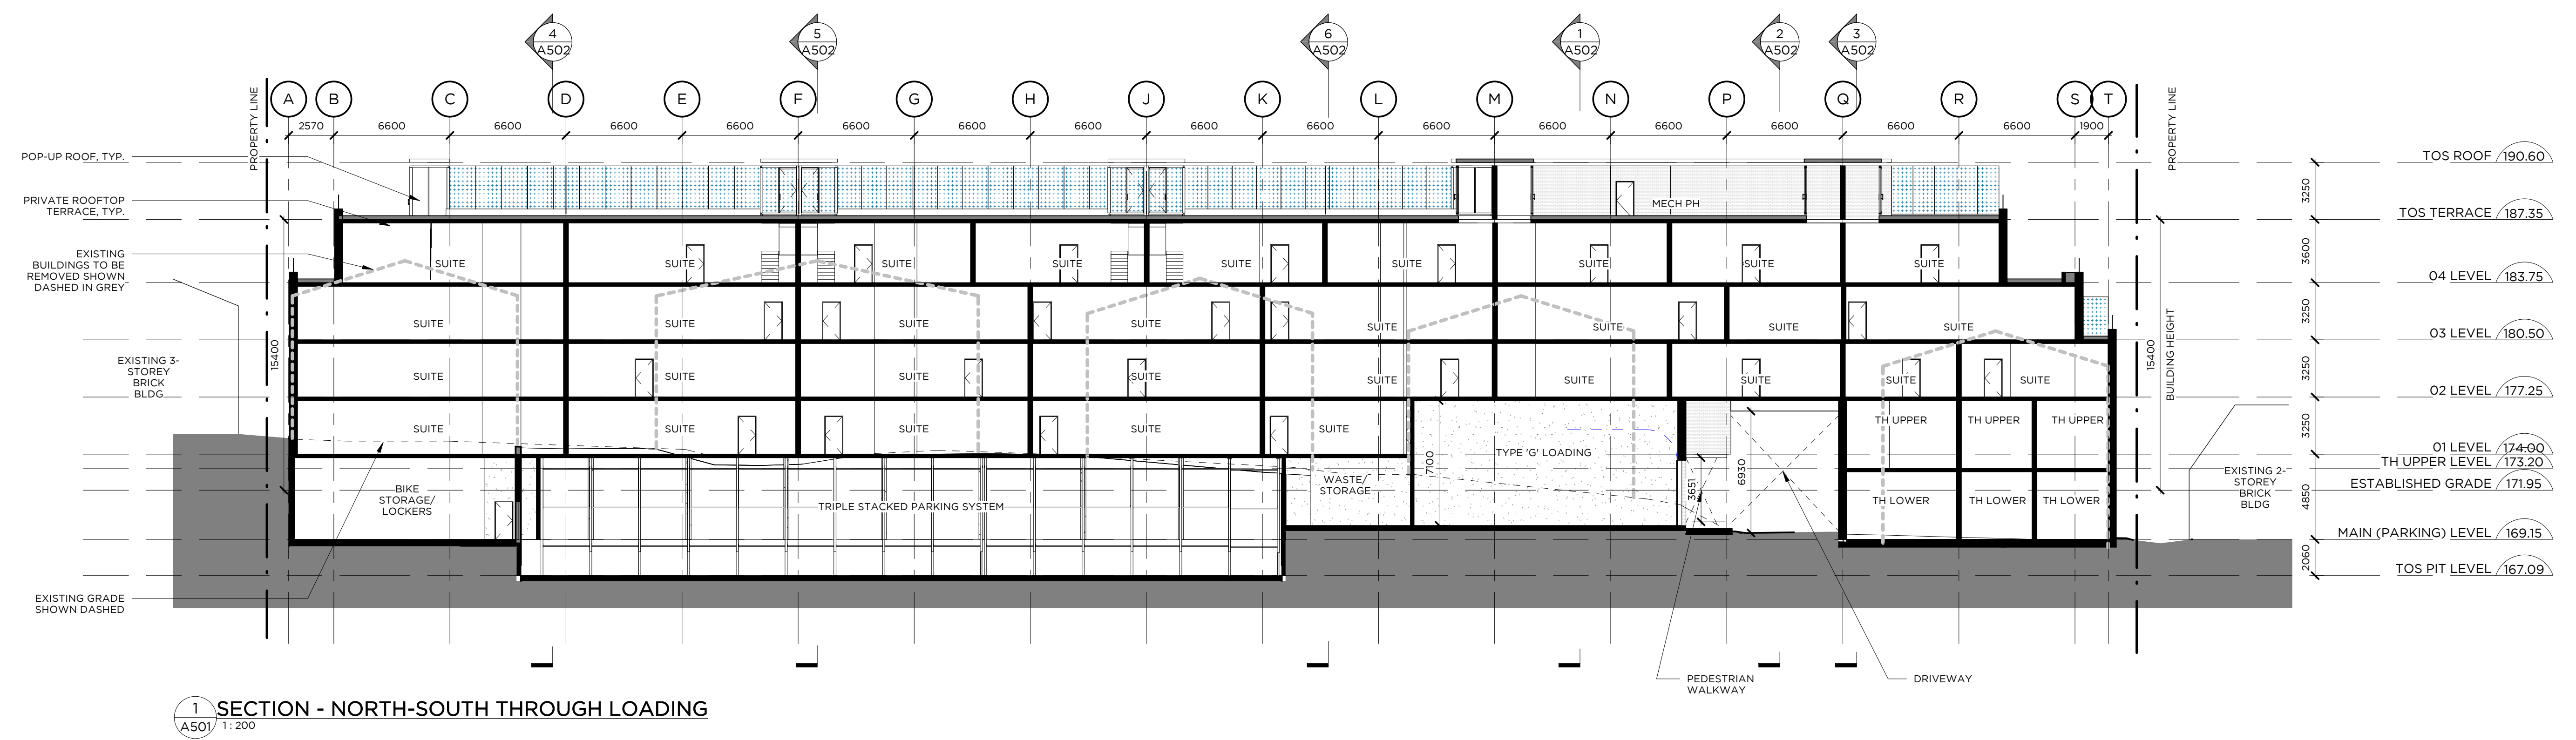 4
A502
5
A502
6
A502
1
A502
2
A502
3
A502
PROPERTY LINE
A B C D E F G H J K L M N P Q R S T
PROPERTY LINE
2570 6600 6600 6600 6600 6600 6600 6600 6600 6600 6600 6600 6600 6600 6600 6600 1900
POP-UP ROOF, TYP.
PRIVATE ROOFTOP
TERRACE, TYP.
EXISTING
BUILDINGS TO BE
REMOVED SHOWN
DASHED IN GREY
EXISTING 3-
STOREY
BRICK
BLDG
EXISTING GRADE
SHOWN DASHED
15400
MECH PH
SUITE SUITE SUITE SUITE SUITE SUITE SUITE SUITE SUITE
SUITE SUITE SUITE SUITE SUITE SUITE SUITE SUITE
SUITE SUITE SUITE SUITE SUITE SUITE SUITE SUITE SUITE
SUITE SUITE SUITE SUITE SUITE
TH UPPER TH UPPER TH UPPER
TYPE 'G' LOADING
7100
3651
6930
BIKE
STORAGE/
LOCKERS
TRIPLE STACKED PARKING SYSTEM
WASTE/
STORAGE
TH LOWER TH LOWER TH LOWER
15400
BUILDING HEIGHT
EXISTING 2-
STOREY
BRICK
BLDG
3250
3600
3250
3250
3250
4850
2060
TOS ROOF 190.60
TOS TERRACE 187.35
04 LEVEL 183.75
03 LEVEL 180.50
02 LEVEL 177.25
01 LEVEL 174.00
TH UPPER LEVEL 173.20
ESTABLISHED GRADE 171.95
MAIN (PARKING) LEVEL 169.15
TOS PIT LEVEL 167.09
PEDESTRIAN
WALKWAY
DRIVEWAY
1
A501
SECTION - NORTH-SOUTH THROUGH LOADING
1 : 200